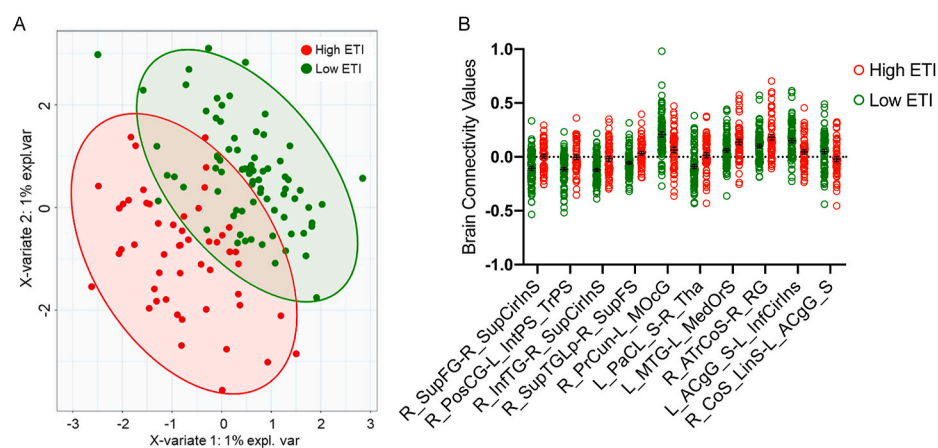 A
High ETI
Low ETI
X-variate 2: 1% expl.var
2
0
-2
-3
-2
-1
0
1
2
3
X-variate 1: 1% expl. var
B
High ETI
Low ETI
Brain Connectivity Values
1.0
0.5
0.0
-0.5
-1.0
R_SupFG-R_SupCirInS
R_PosCG-L_IntPS_TrPS
R_InfTG-R_SupCirInS
R_SupTGLp-R_SupFS
R_PrCun-L_MOcG
L_PaCL_S-R_Tha
L_MTG-L_MedOrS
R_ATrCoS-R_RG
L_ACgG_S-L_InfCirIns
R_CoS_LinS-L_ACgG_S